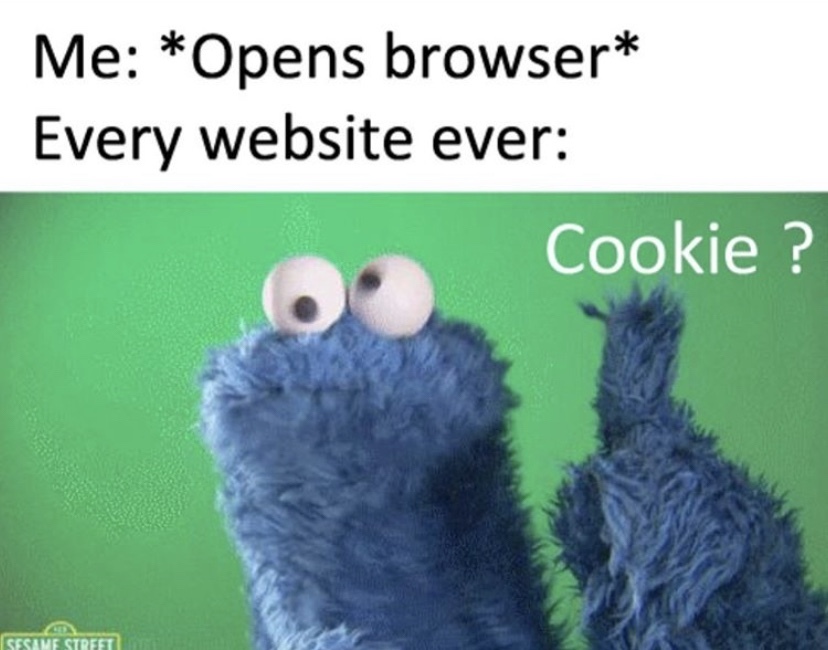 Me: *Opens browser*
Every website ever:
Cookie ?
SESAME STREET